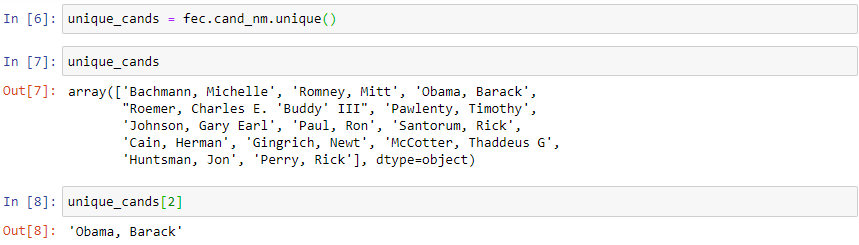 In [6]: unique_cands = fec.cand_nm.unique()
In [7]: unique_cands
Out[7]: array(['Bachmann, Michelle', 'Romney, Mitt', 'Obama, Barack',
"Roemer, Charles E. 'Buddy' III", 'Pawlenty, Timothy',
'Johnson, Gary Earl', 'Paul, Ron', 'Santorum, Rick',
'Cain, Herman', 'Gingrich, Newt', 'McCotter, Thaddeus G',
'Huntsman, Jon', 'Perry, Rick'], dtype=object)
In [8]: unique_cands[2]
Out[8]: 'Obama, Barack'